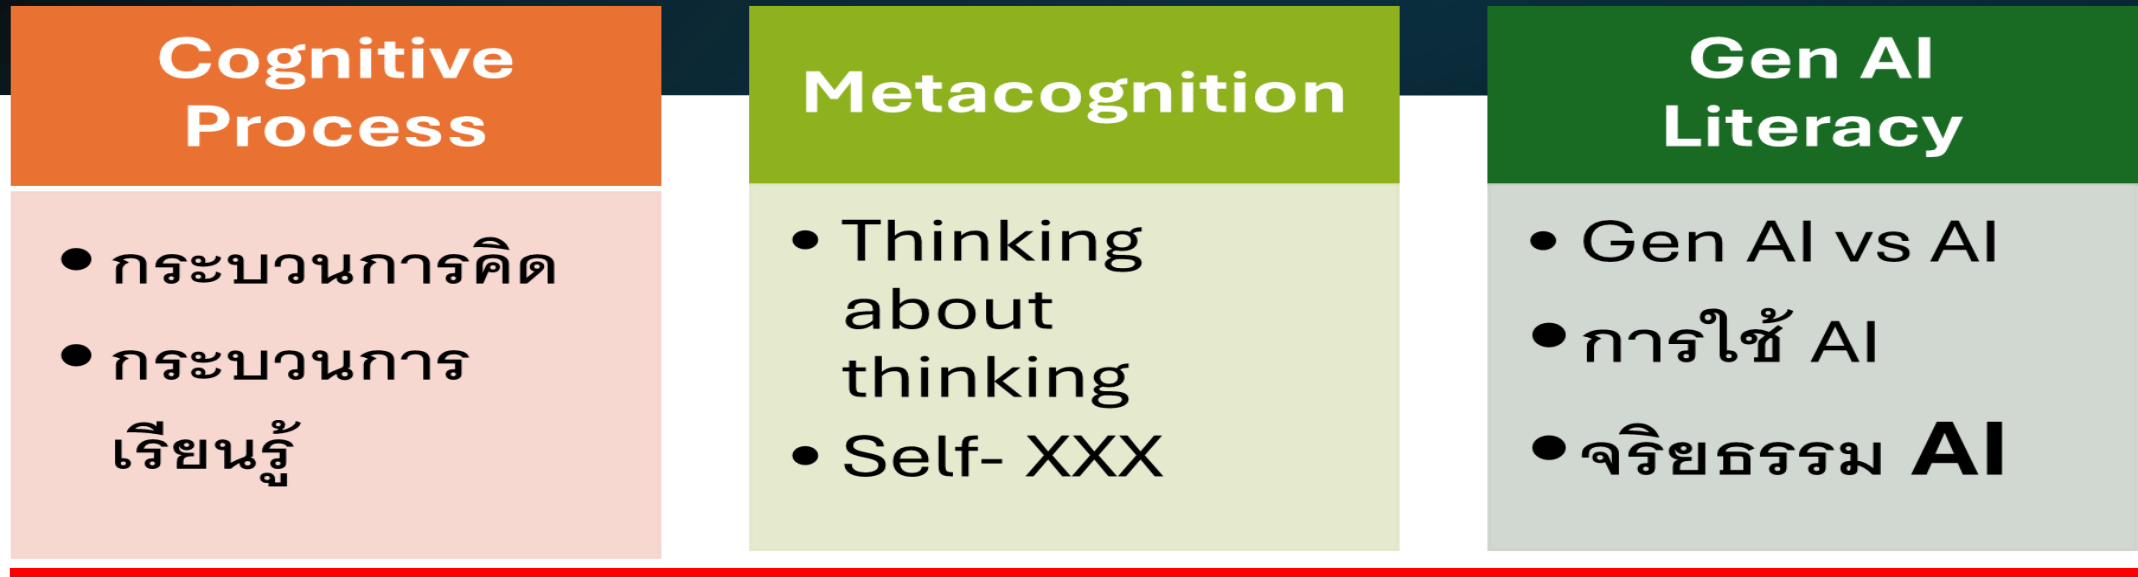 Cognitive
Process
• กระบวนการคิด
• กระบวนการ
เรียนรู้
Metacognition
• Thinking
about
thinking
• Self- XXX
Gen AI
Literacy
• Gen AI vs AI
• การใช้ AI
• จริยธรรม AI